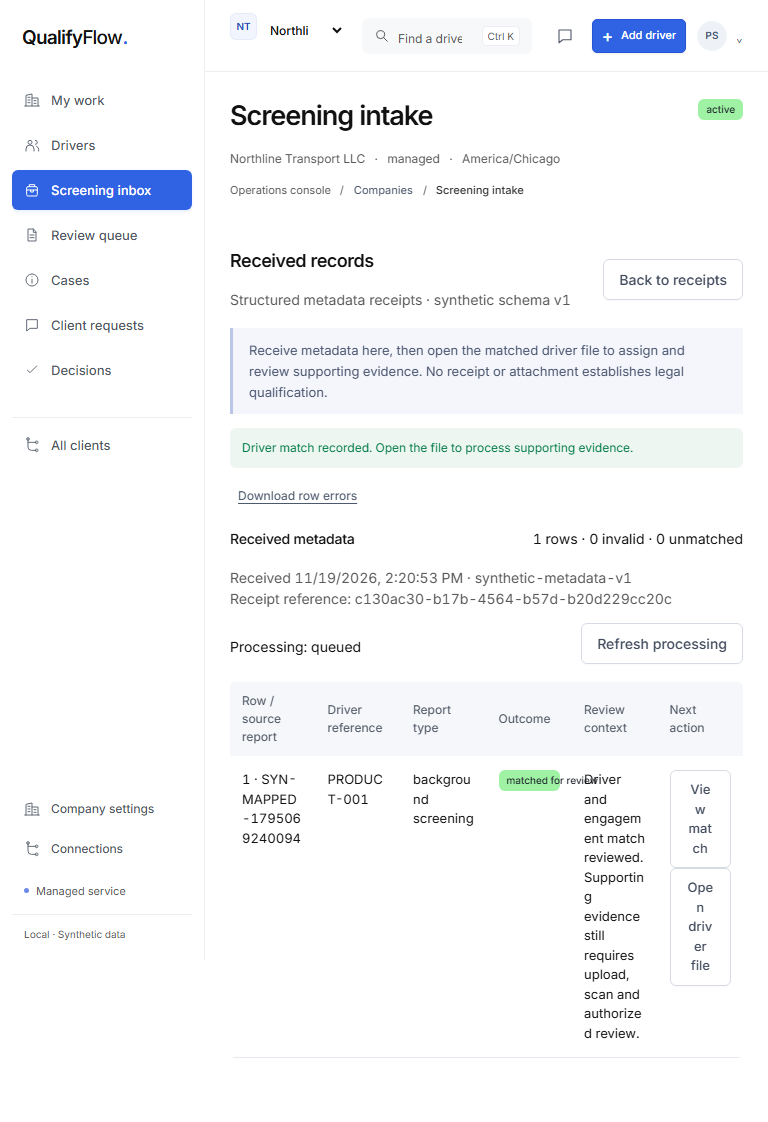 QualifyFlow.
NT
Northli
Find a drive
Ctrl K
+ Add driver
PS
My work
Drivers
Screening inbox
Review queue
Cases
Client requests
Decisions
All clients
Company settings
Connections
Managed service
Local · Synthetic data
Screening intake
active
Northline Transport LLC · managed · America/Chicago
Operations console / Companies / Screening intake
Received records
Back to receipts
Structured metadata receipts · synthetic schema v1
Receive metadata here, then open the matched driver file to assign and
review supporting evidence. No receipt or attachment establishes legal
qualification.
Driver match recorded. Open the file to process supporting evidence.
Download row errors
Received metadata
1 rows · 0 invalid · 0 unmatched
Received 11/19/2026, 2:20:53 PM · synthetic-metadata-v1
Receipt reference: c130ac30-b17b-4564-b57d-b20d229cc20c
Processing: queued
Refresh processing
Row /
source
report
Driver
reference
Report
type
Outcome
Review
context
Next
action
1 · SYN-
MAPPED
-179506
9240094
PRODUC
T-001
backgrou
nd
screening
matched for review
Driver
and
engagem
ent match
reviewed.
Supportin
g
evidence
still
requires
upload,
scan and
authorize
d review.
Vie
w
mat
ch
Ope
n
driv
er
file